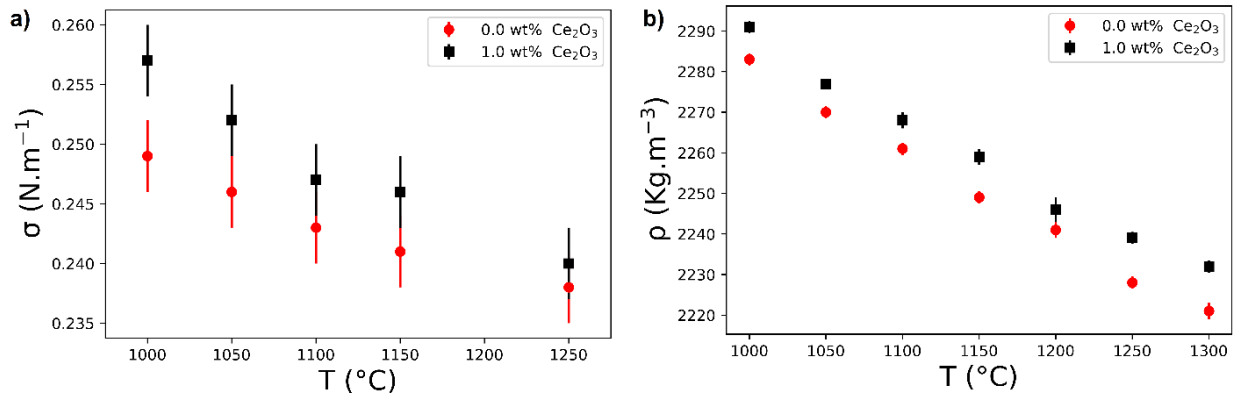 a)
0.0 wt% Ce₂O₃
1.0 wt% Ce₂O₃
0.260
0.255
0.250
0.245
0.240
0.235
σ (N.m⁻¹)
1000 1050 1100 1150 1200 1250
T (°C)
b)
0.0 wt% Ce₂O₃
1.0 wt% Ce₂O₃
2290
2280
2270
2260
2250
2240
2230
2220
ρ (Kg.m⁻³)
1000 1050 1100 1150 1200 1250 1300
T (°C)